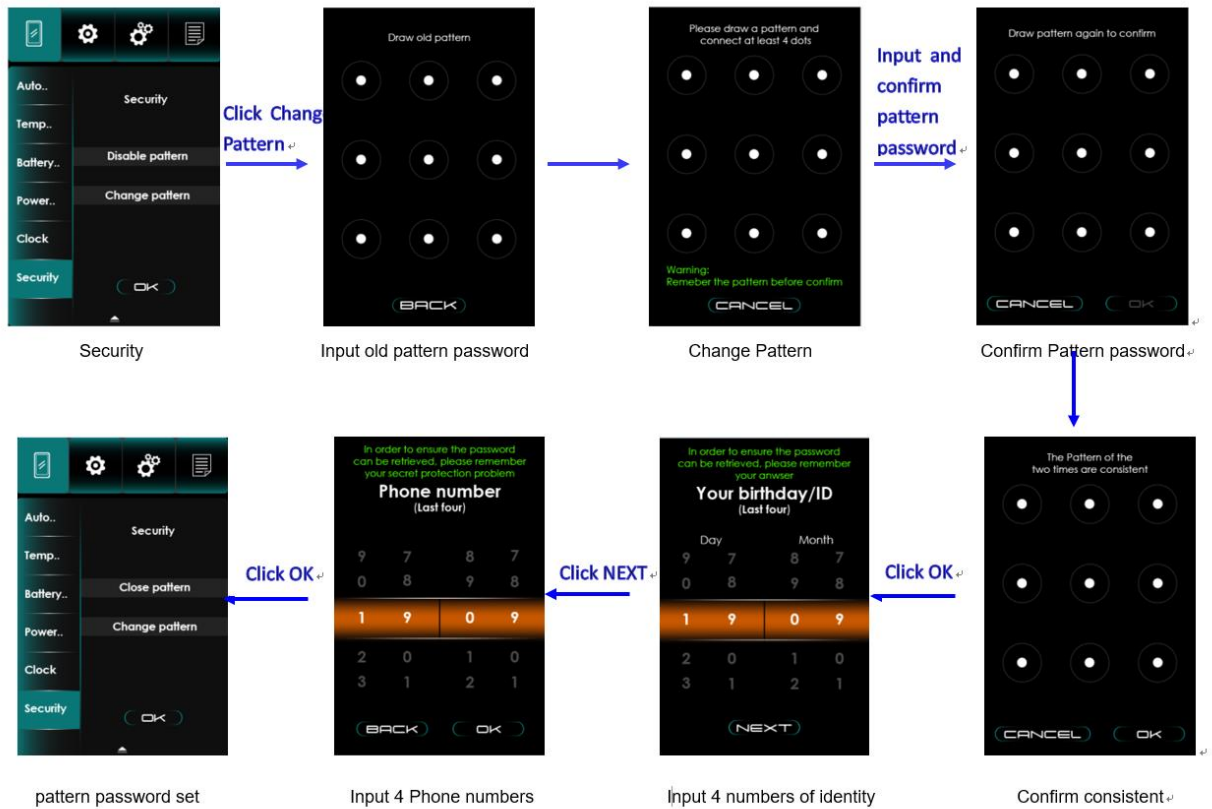 Auto..
Temp..
Battery..
Power..
Clock
Security
Security
Disable pattern
Change pattern
OK
Security
Click Chang
Pattern
Draw old pattern
BACK
Input old pattern password
Please draw a pattern and
connect at least 4 dots
Warning:
Remeber the pattern before confirm
CANCEL
Change Pattern
Input and
confirm
pattern
password
Draw pattern again to confirm
CANCEL
OK
Confirm Pattern password
The Pattern of the
two times are consistent
CANCEL
OK
Confirm consistent
Click OK
In order to ensure the password
can be retrieved, please remember
your anwser
Your birthday/ID
(Last four)
Day Month
9 7 8 7
0 8 9 8
1 9 0 9
2 0 1 0
3 1 2 1
NEXT
Input 4 numbers of identity
Click NEXT
In order to ensure the password
can be retrieved, please remember
your secret protection problem
Phone number
(Last four)
9 7 8 7
0 8 9 8
1 9 0 9
2 0 1 0
3 1 2 1
BACK
OK
Input 4 Phone numbers
Click OK
Auto..
Temp..
Battery..
Power..
Clock
Security
Security
Close pattern
Change pattern
OK
pattern password set